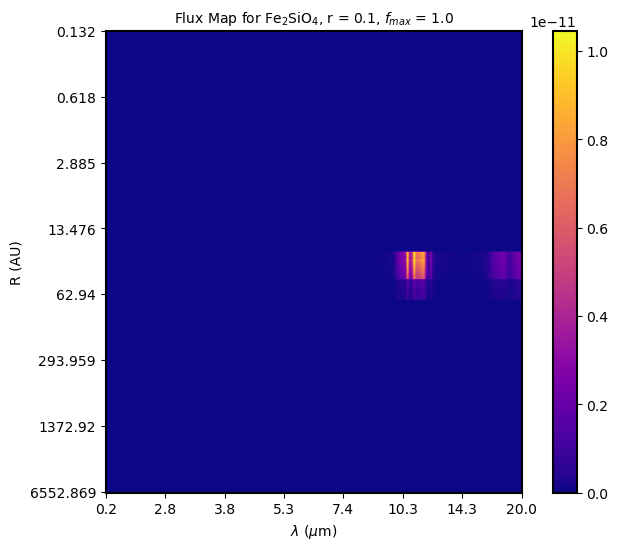 Flux Map for Fe₂SiO₄, r = 0.1, fₘₐₓ = 1.0
1e−11
0.132
0.618
2.885
13.476
62.94
293.959
1372.92
6552.869
R (AU)
0.2 2.8 3.8 5.3 7.4 10.3 14.3 20.0
λ (μm)
1.0
0.8
0.6
0.4
0.2
0.0